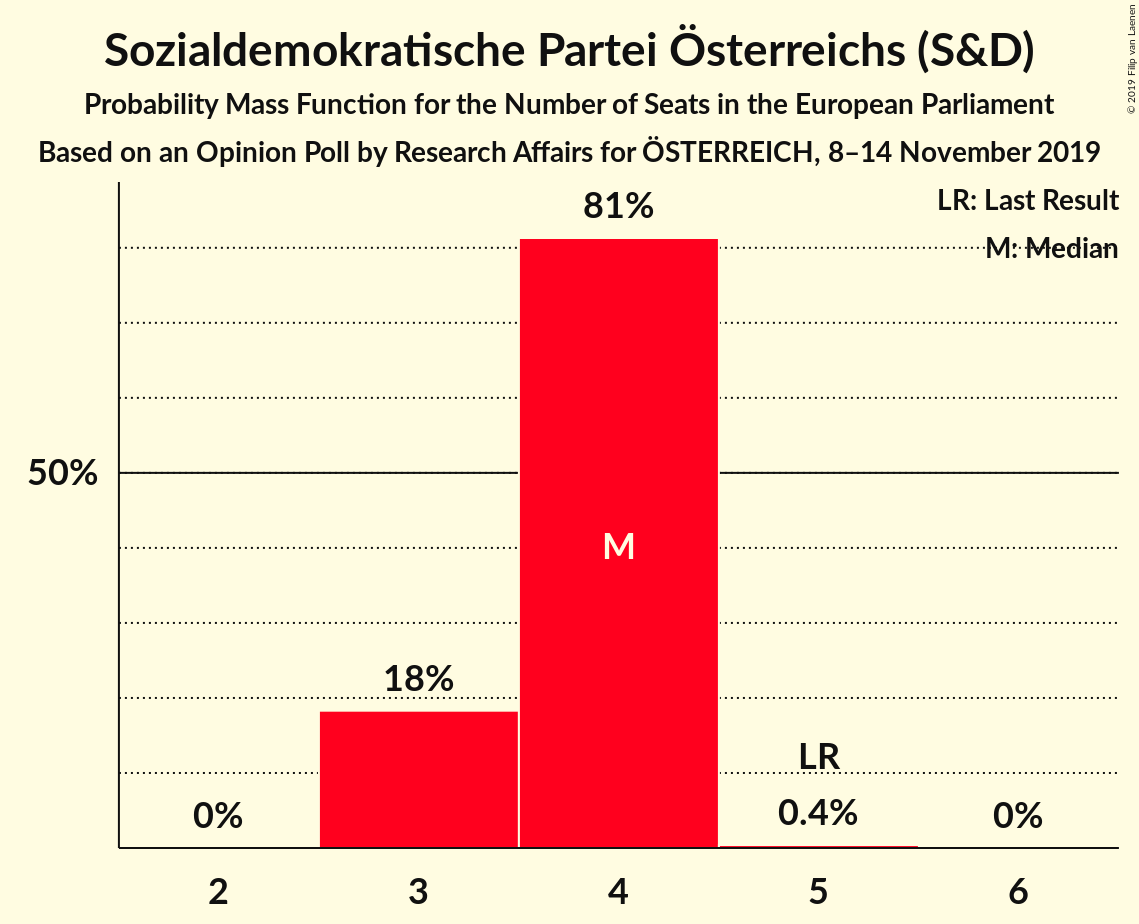 Sozialdemokratische Partei Österreichs (S&D)
Probability Mass Function for the Number of Seats in the European Parliament
Based on an Opinion Poll by Research Affairs for ÖSTERREICH, 8–14 November 2019
© 2019 Filip van Laenen
LR: Last Result
M: Median
81%
50%
M
18%
LR
0%
0.4%
0%
2
3
4
5
6